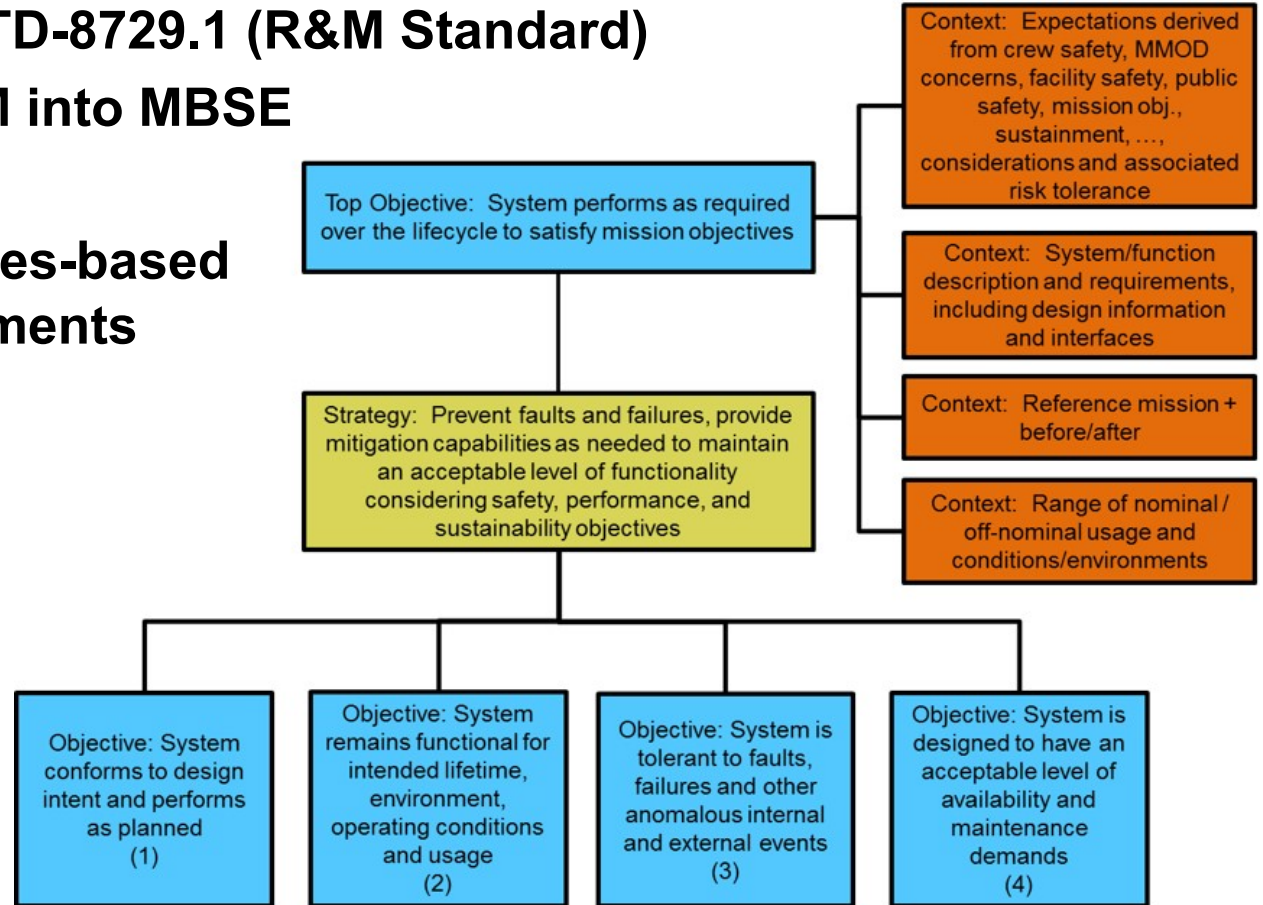 TD-8729.1 (R&M Standard)
into MBSE
es-based
ments
Top Objective: System performs as required
over the lifecycle to satisfy mission objectives
Context: Expectations derived
from crew safety, MMOD
concerns, facility safety, public
safety, mission obj.,
sustainment, …,
considerations and associated
risk tolerance
Context: System/function
description and requirements,
including design information
and interfaces
Context: Reference mission +
before/after
Context: Range of nominal /
off-nominal usage and
conditions/environments
Strategy: Prevent faults and failures, provide
mitigation capabilities as needed to maintain
an acceptable level of functionality
considering safety, performance, and
sustainability objectives
Objective: System
conforms to design
intent and performs
as planned
(1)
Objective: System
remains functional for
intended lifetime,
environment,
operating conditions
and usage
(2)
Objective: System is
tolerant to faults,
failures and other
anomalous internal
and external events
(3)
Objective: System is
designed to have an
acceptable level of
availability and
maintenance
demands
(4)